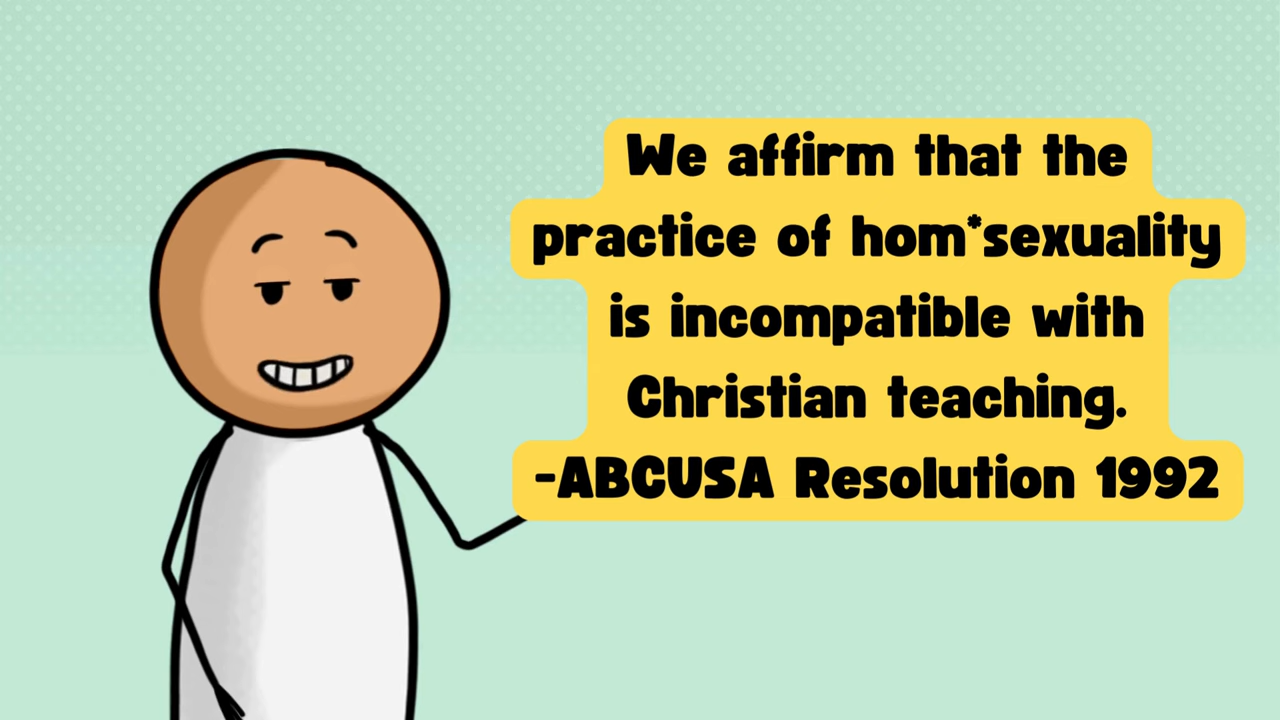 We affirm that the
practice of hom*sexuality
is incompatible with
Christian teaching.
-ABCUSA Resolution 1992